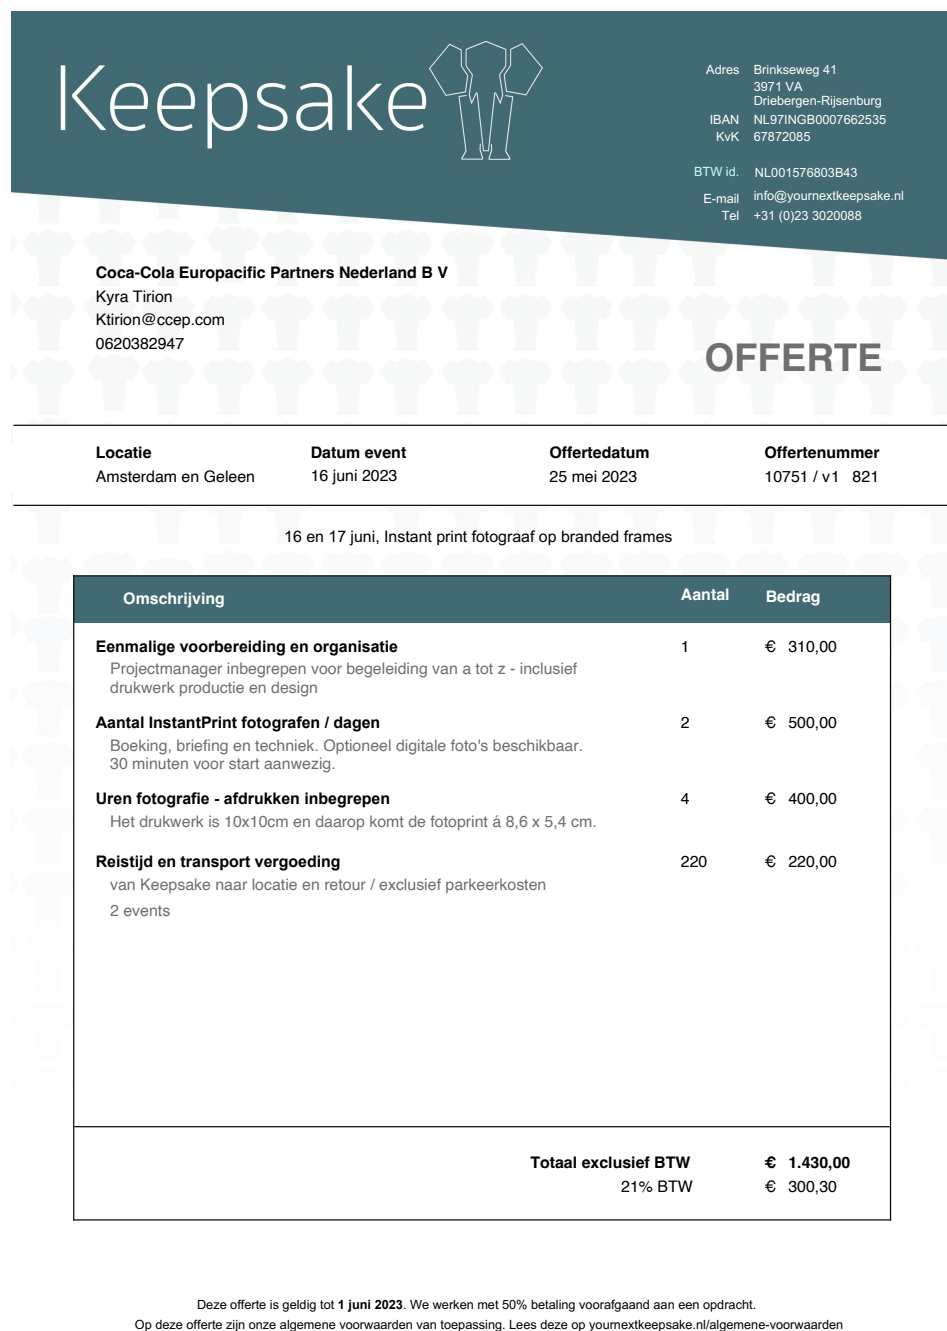 Keepsake
Adres Brinkseweg 41
3971 VA
Driebergen-Rijsenburg
IBAN NL97INGB0007662535
KvK 67872085
BTW id. NL001576803B43
E-mail info@yournextkeepsake.nl
Tel +31 (0)23 3020088
Coca-Cola Europacific Partners Nederland B V
Kyra Tirion
Ktirion@ccep.com
0620382947
OFFERTE
Locatie Datum event Offertedatum Offertenummer
Amsterdam en Geleen 16 juni 2023 25 mei 2023 10751 / v1 821
16 en 17 juni, Instant print fotograaf op branded frames
Omschrijving Aantal Bedrag
Eenmalige voorbereiding en organisatie 1 € 310,00
Projectmanager inbegrepen voor begeleiding van a tot z - inclusief
drukwerk productie en design
Aantal InstantPrint fotografen / dagen 2 € 500,00
Boeking, briefing en techniek. Optioneel digitale foto's beschikbaar.
30 minuten voor start aanwezig.
Uren fotografie - afdrukken inbegrepen 4 € 400,00
Het drukwerk is 10x10cm en daarop komt de fotoprint á 8,6 x 5,4 cm.
Reistijd en transport vergoeding 220 € 220,00
van Keepsake naar locatie en retour / exclusief parkeerkosten
2 events
Totaal exclusief BTW € 1.430,00
21% BTW € 300,30
Deze offerte is geldig tot 1 juni 2023. We werken met 50% betaling voorafgaand aan een opdracht.
Op deze offerte zijn onze algemene voorwaarden van toepassing. Lees deze op yournextkeepsake.nl/algemene-voorwaarden